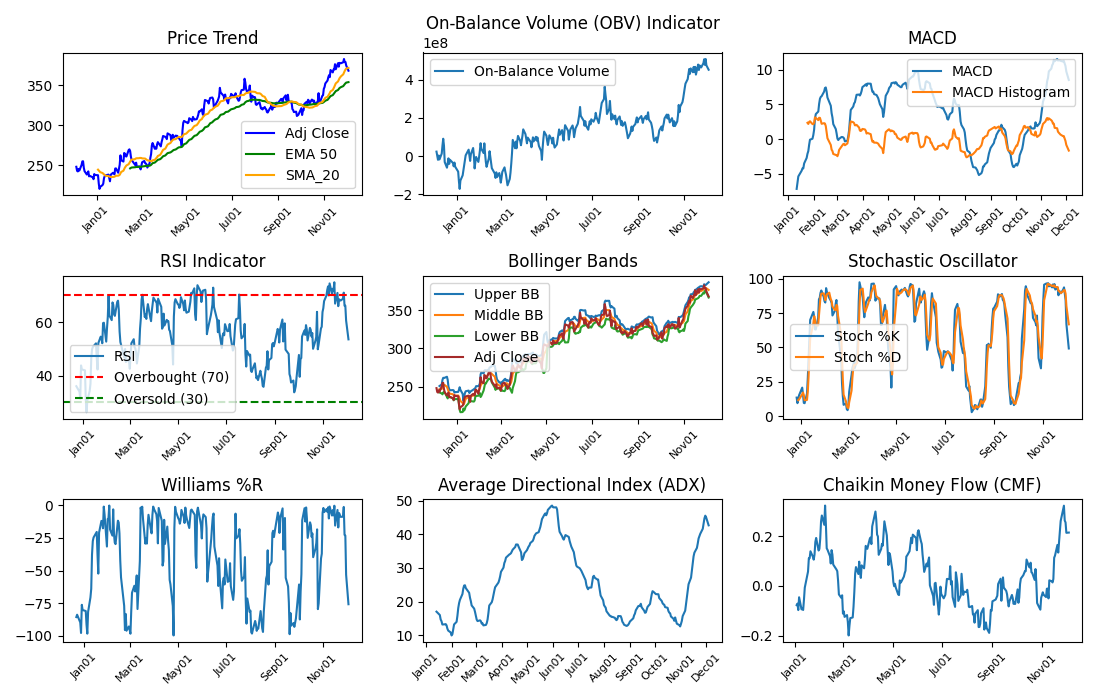 Price Trend
350
300
250
Adj Close
EMA 50
SMA_20
Jan01
Mar01
May01
Jul01
Sep01
Nov01
On-Balance Volume (OBV) Indicator
1e8
4
2
0
−2
On-Balance Volume
Jan01
Mar01
May01
Jul01
Sep01
Nov01
MACD
10
5
0
−5
MACD
MACD Histogram
Jan01
Feb01
Mar01
Apr01
May01
Jun01
Jul01
Aug01
Sep01
Oct01
Nov01
Dec01
RSI Indicator
60
40
RSI
Overbought (70)
Oversold (30)
Jan01
Mar01
May01
Jul01
Sep01
Nov01
Bollinger Bands
350
300
250
Upper BB
Middle BB
Lower BB
Adj Close
Jan01
Mar01
May01
Jul01
Sep01
Nov01
Stochastic Oscillator
100
75
50
25
0
Stoch %K
Stoch %D
Jan01
Mar01
May01
Jul01
Sep01
Nov01
Williams %R
0
−25
−50
−75
−100
Jan01
Mar01
May01
Jul01
Sep01
Nov01
Average Directional Index (ADX)
50
40
30
20
10
Jan01
Feb01
Mar01
Apr01
May01
Jun01
Jul01
Aug01
Sep01
Oct01
Nov01
Dec01
Chaikin Money Flow (CMF)
0.2
0.0
−0.2
Jan01
Mar01
May01
Jul01
Sep01
Nov01